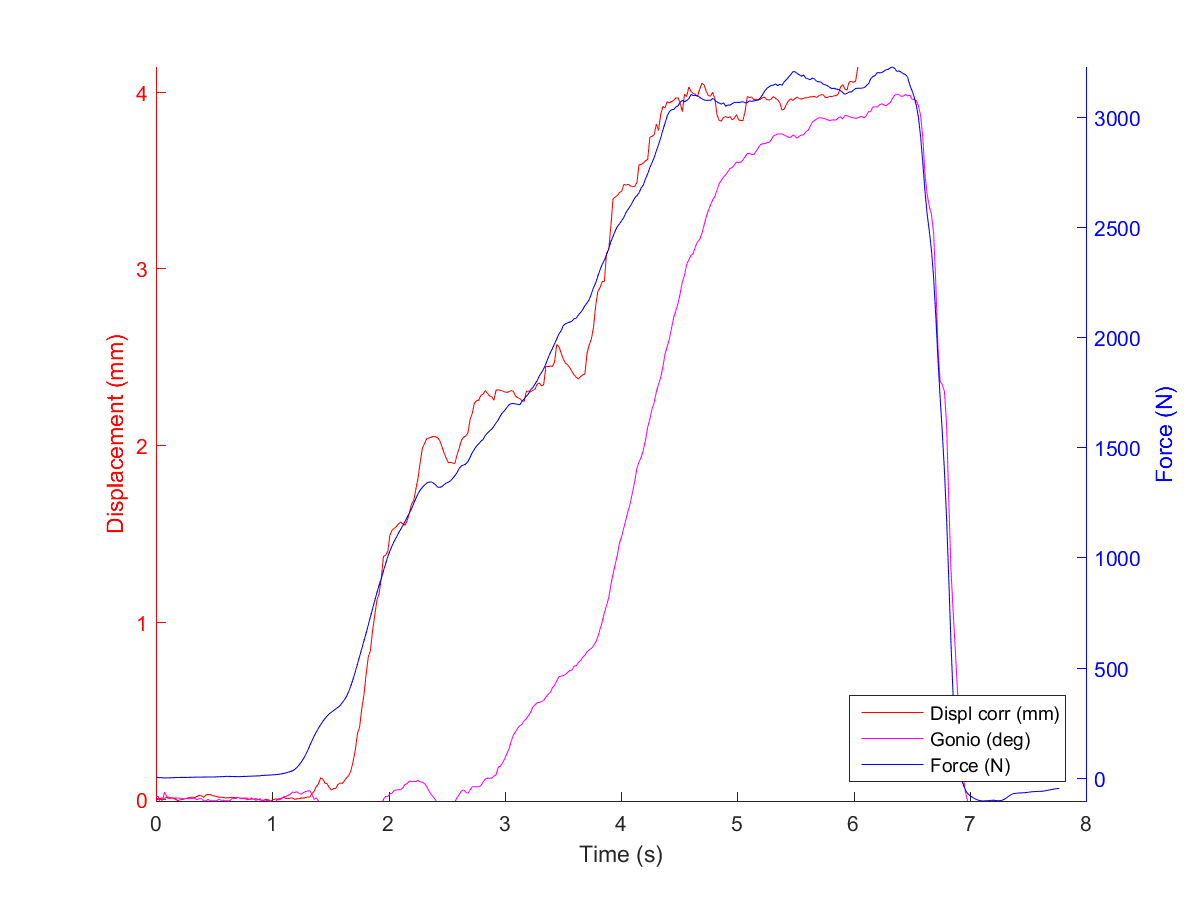 4
3
2
1
0
Displacement (mm)
3000
2500
2000
1500
1000
500
0
Force (N)
Displ corr (mm)
Gonio (deg)
Force (N)
0 1 2 3 4 5 6 7 8
Time (s)